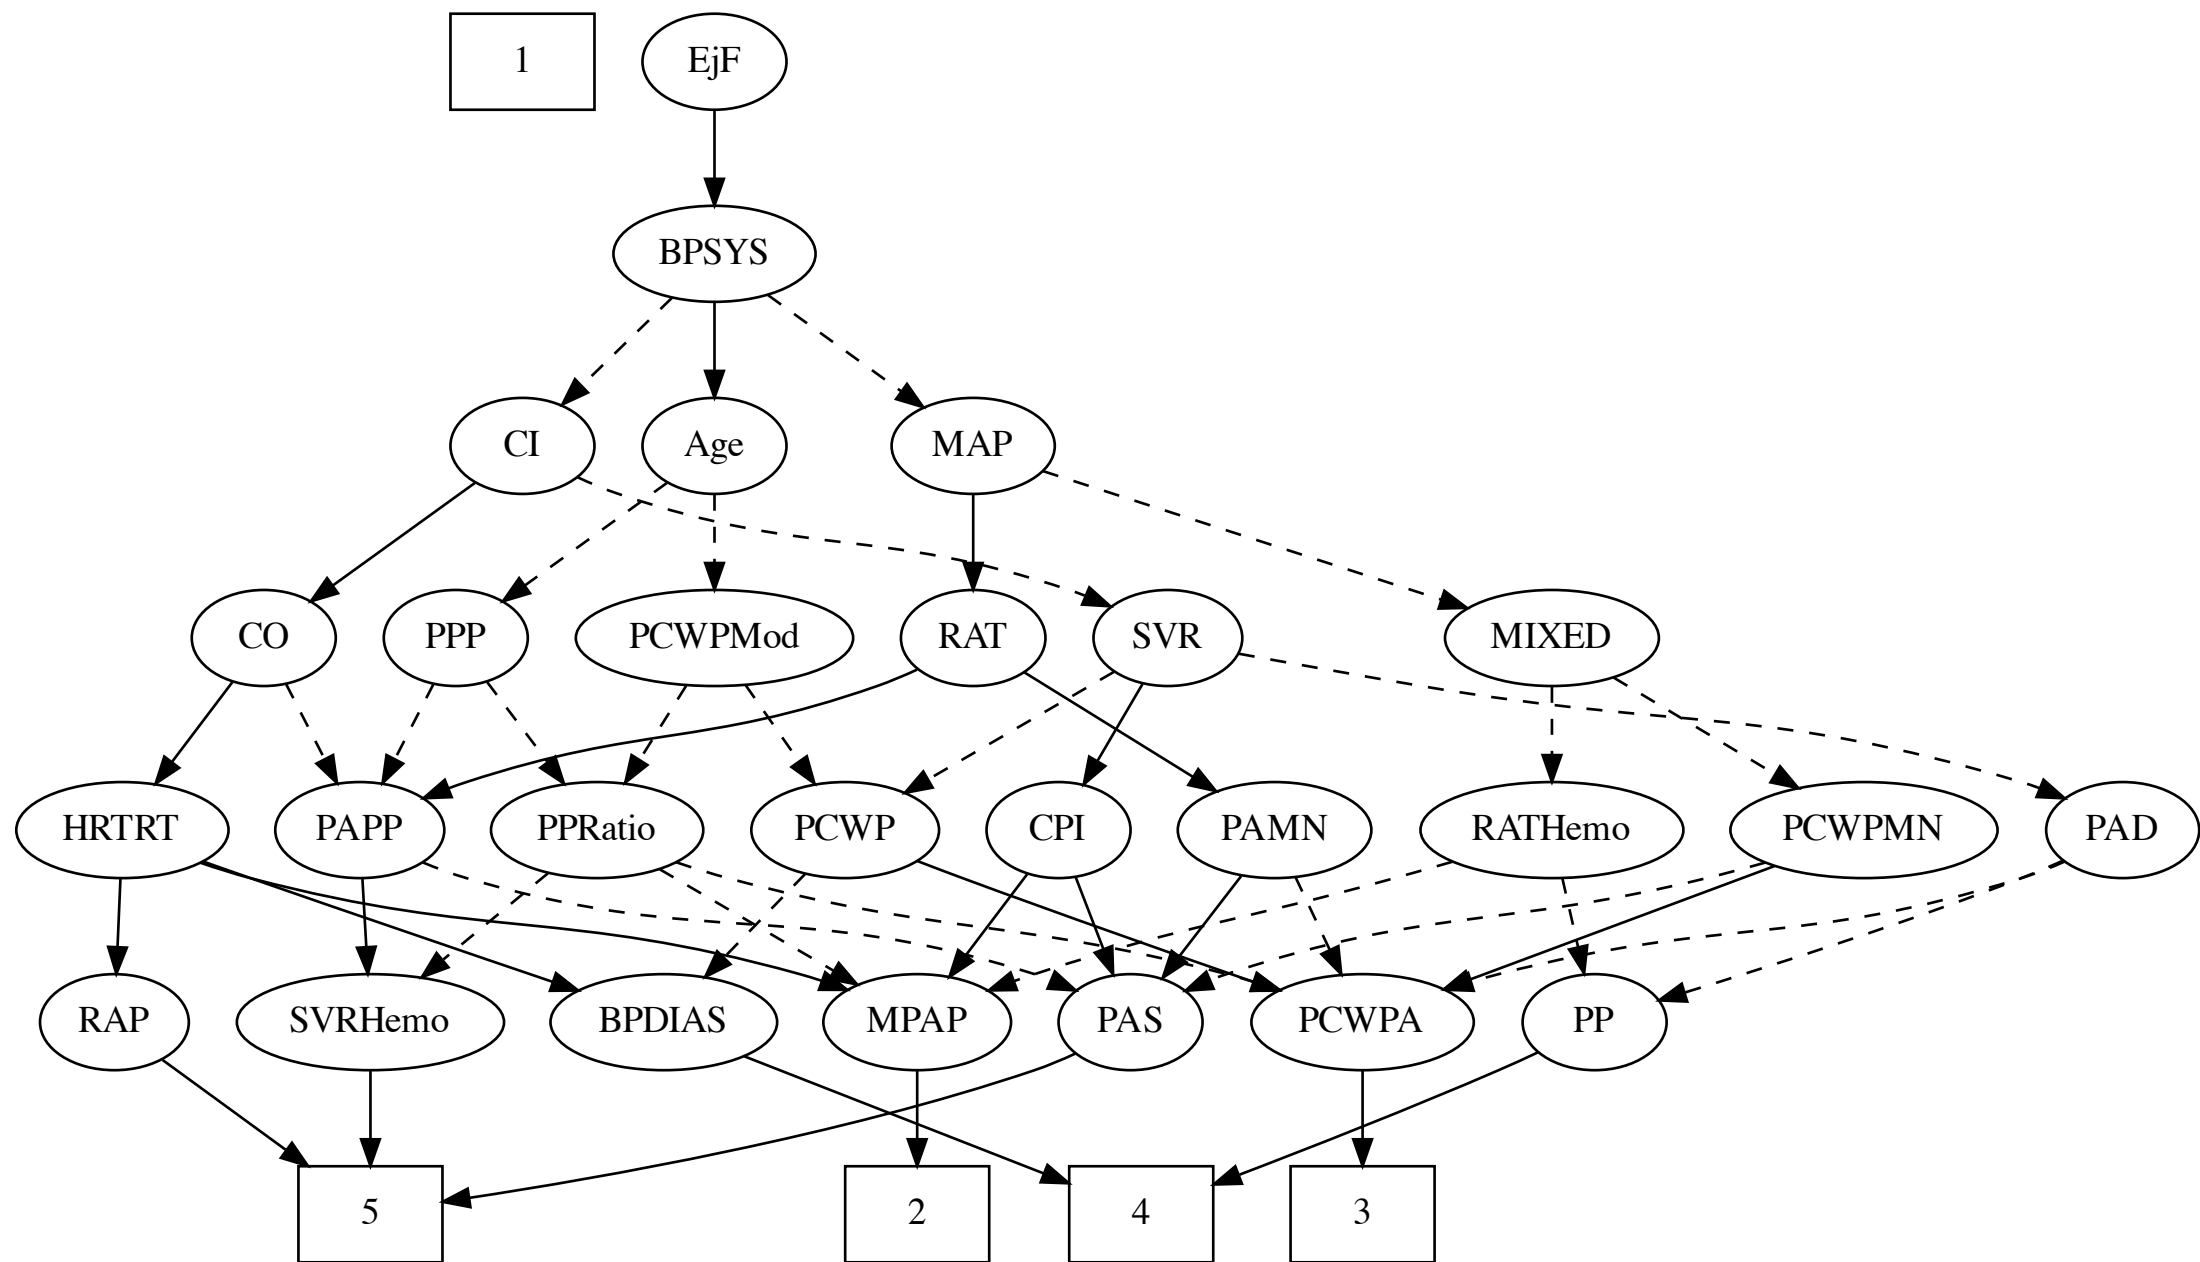 1
EjF
BPSYS
CI
Age
MAP
CO
PPP
PCWPMod
RAT
SVR
MIXED
HRTRT
PAPP
PPRatio
PCWP
CPI
PAMN
RATHemo
PCWPMN
PAD
RAP
SVRHemo
BPDIAS
MPAP
PAS
PCWPA
PP
5
2
4
3